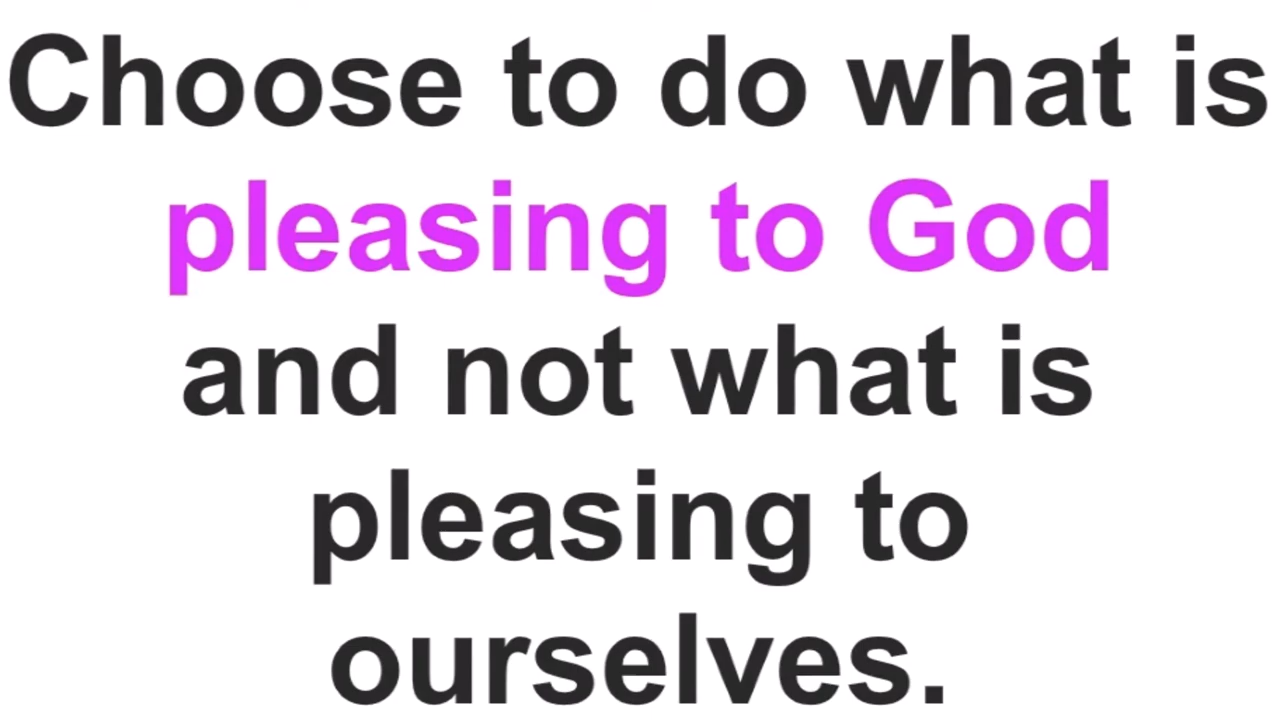 Choose to do what is
pleasing to God
and not what is
pleasing to
ourselves.